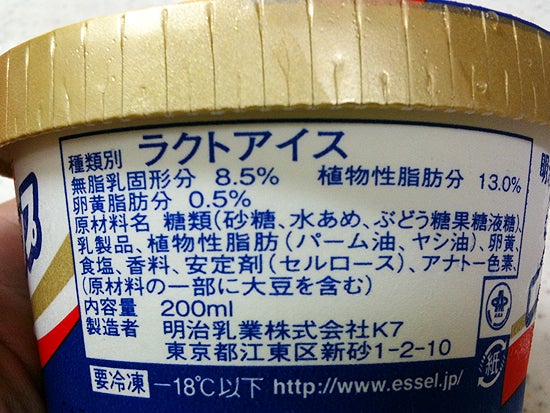 種類別 ラクトアイス
無脂乳固形分 8.5% 植物性脂肪分 13.0%
卵黄脂肪分 0.5%
原材料名 糖類(砂糖、水あめ、ぶどう糖果糖液糖)、
乳製品、植物性脂肪(パーム油、ヤシ油)、卵黄、
食塩、香料、安定剤(セルロース)、アナトー色素、
(原材料の一部に大豆を含む)
内容量 200ml
製造者 明治乳業株式会社K7
東京都江東区新砂1-2-10
要冷凍 −18℃以下 http://www.essel.jp/
紙
明